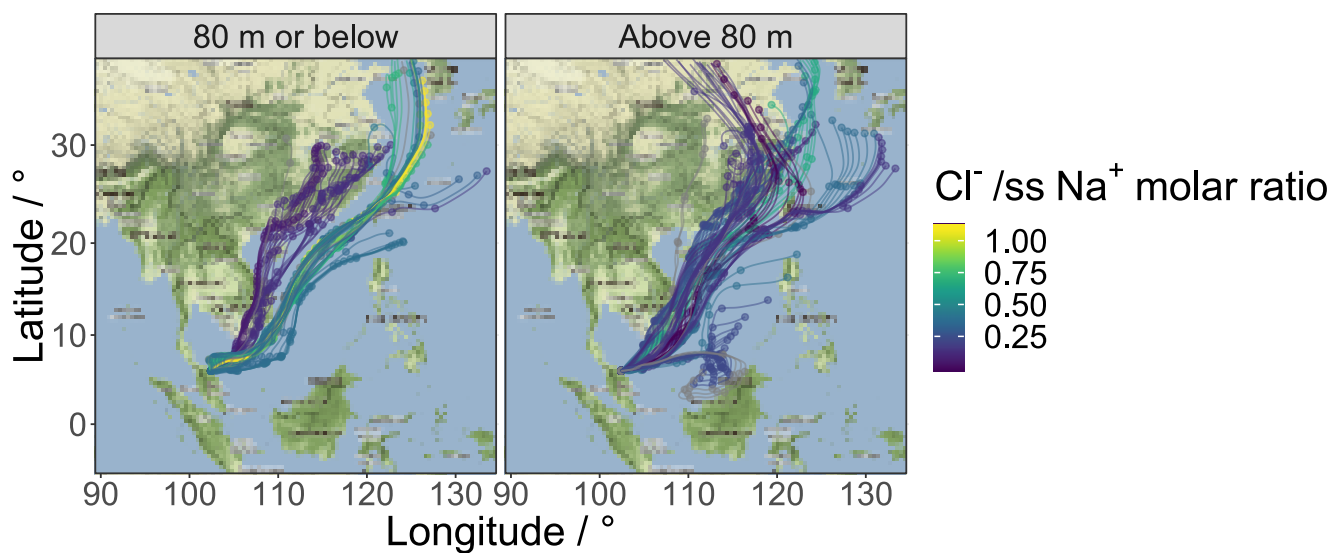 80 m or below
Above 80 m
Latitude / °
30
20
10
0
90 100 110 120 130 90 100 110 120 130
Longitude / °
Cl⁻ /ss Na⁺ molar ratio
1.00
0.75
0.50
0.25